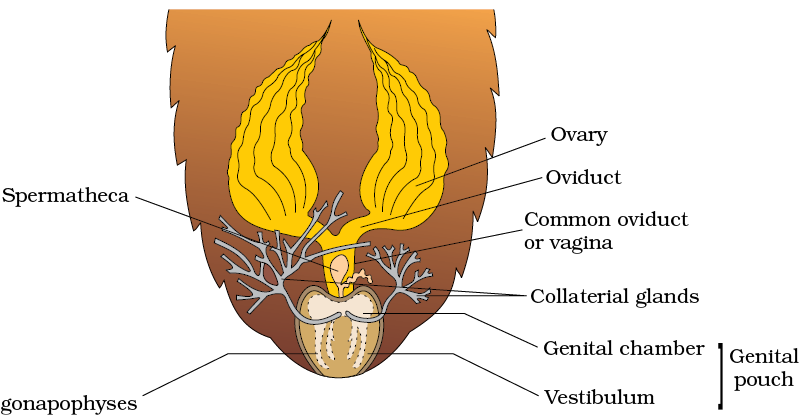 Ovary
Oviduct
Spermatheca
Common oviduct
or vagina
Collaterial glands
Genital chamber
Genital
pouch
Vestibulum
gonapophyses